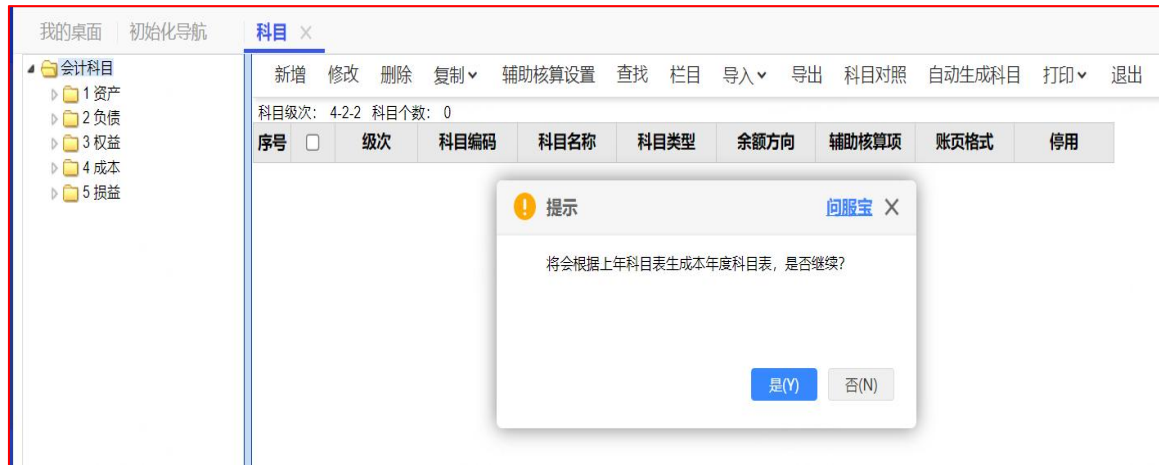 我的桌面 初始化导航 科目
会计科目
1 资产
2 负债
3 权益
4 成本
5 损益
新增 修改 删除 复制 辅助核算设置 查找 栏目 导入 导出 科目对照 自动生成科目 打印 退出
科目级次: 4-2-2 科目个数: 0
序号 级次 科目编码 科目名称 科目类型 余额方向 辅助核算项 账页格式 停用
提示 问服宝
将会根据上年科目表生成本年度科目表，是否继续?
是(Y) 否(N)